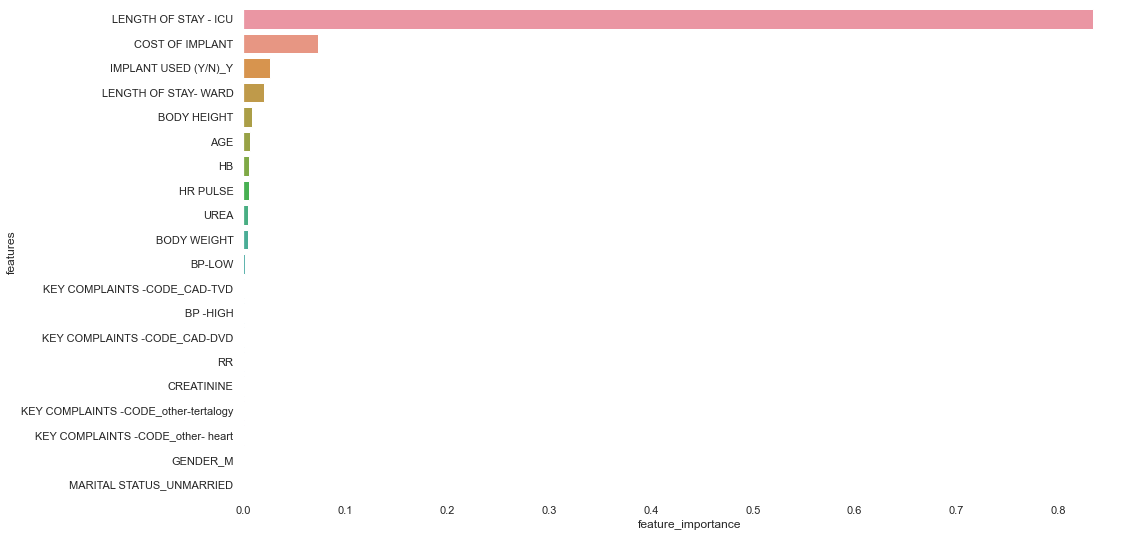 LENGTH OF STAY - ICU
COST OF IMPLANT
IMPLANT USED (Y/N)_Y
LENGTH OF STAY- WARD
BODY HEIGHT
AGE
HB
HR PULSE
UREA
BODY WEIGHT
BP-LOW
KEY COMPLAINTS -CODE_CAD-TVD
BP -HIGH
KEY COMPLAINTS -CODE_CAD-DVD
RR
CREATININE
KEY COMPLAINTS -CODE_other-tertalogy
KEY COMPLAINTS -CODE_other- heart
GENDER_M
MARITAL STATUS_UNMARRIED
features
0.0 0.1 0.2 0.3 0.4 0.5 0.6 0.7 0.8
feature_importance